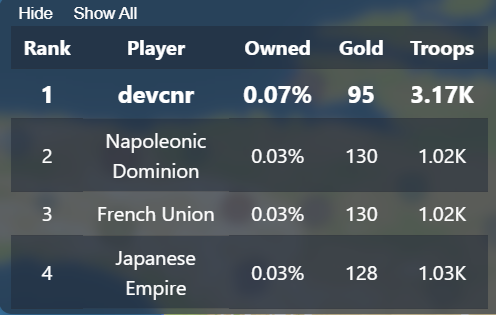 Hide Show All
Rank Player Owned Gold Troops
1 devcnr 0.07% 95 3.17K
Napoleonic
2 0.03% 130 1.02K
Dominion
3 French Union 0.03% 130 1.02K
Japanese
4 0.03% 128 1.03K
Empire